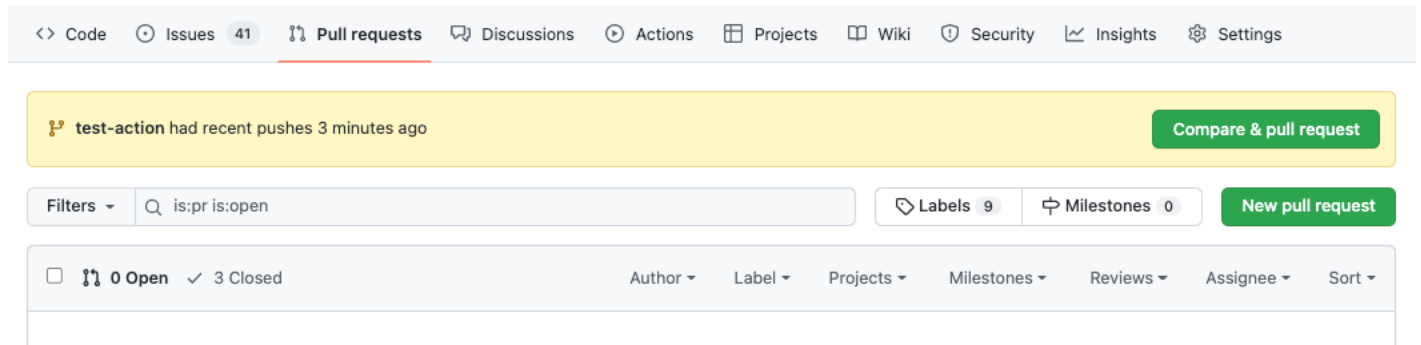 Code Issues 41 Pull requests Discussions Actions Projects Wiki Security Insights Settings
test-action had recent pushes 3 minutes ago Compare & pull request
Filters is:pr is:open Labels 9 Milestones 0 New pull request
0 Open 3 Closed Author Label Projects Milestones Reviews Assignee Sort